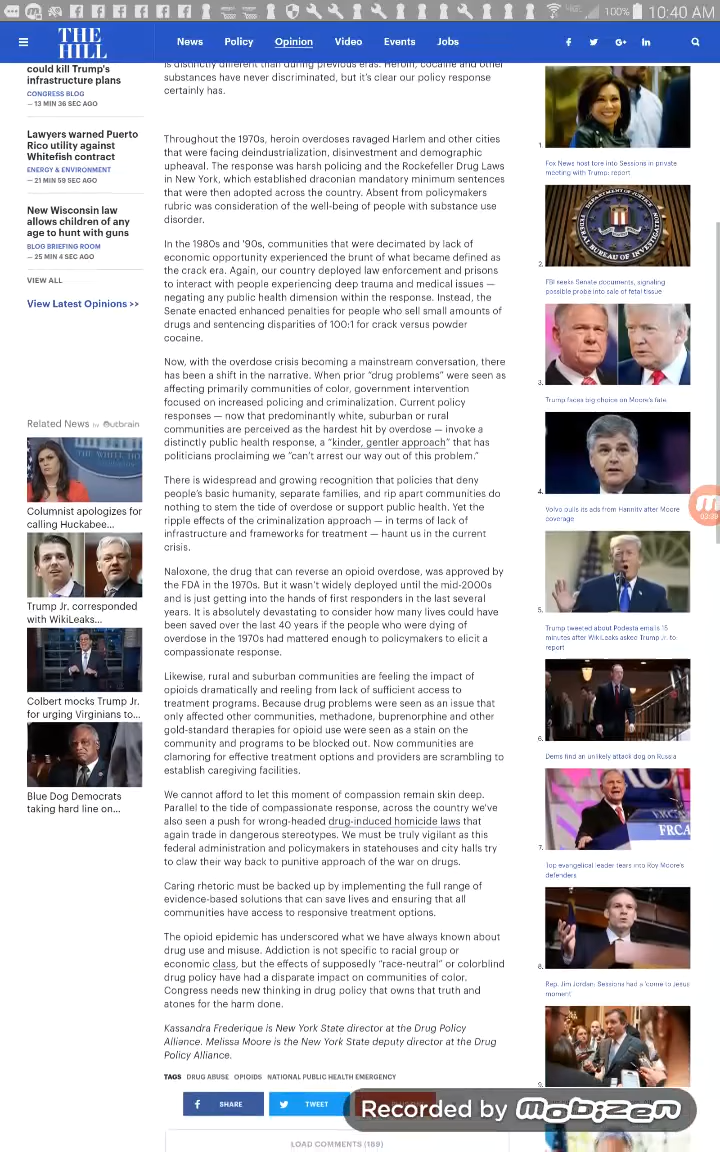 100% 10:40 AM
THE HILL
News Policy Opinion Video Events Jobs
could kill Trump's
infrastructure plans
CONGRESS BLOG
— 13 MIN 36 SEC AGO
Lawyers warned Puerto
Rico utility against
Whitefish contract
ENERGY & ENVIRONMENT
— 21 MIN 59 SEC AGO
New Wisconsin law
allows children of any
age to hunt with guns
BLOG BRIEFING ROOM
— 25 MIN 4 SEC AGO
VIEW ALL
View Latest Opinions >>
Related News by Outbrain
Columnist apologizes for
calling Huckabee...
Trump Jr. corresponded
with WikiLeaks...
Colbert mocks Trump Jr.
for urging Virginians to...
Blue Dog Democrats
taking hard line on...
is distinctly different than during previous eras. Heroin, cocaine and other
substances have never discriminated, but it's clear our policy response
certainly has.
Throughout the 1970s, heroin overdoses ravaged Harlem and other cities
that were facing deindustrialization, disinvestment and demographic
upheaval. The response was harsh policing and the Rockefeller Drug Laws
in New York, which established draconian mandatory minimum sentences
that were then adopted across the country. Absent from policymakers
rubric was consideration of the well-being of people with substance use
disorder.
In the 1980s and '90s, communities that were decimated by lack of
economic opportunity experienced the brunt of what became defined as
the crack era. Again, our country deployed law enforcement and prisons
to interact with people experiencing deep trauma and medical issues —
negating any public health dimension within the response. Instead, the
Senate enacted enhanced penalties for people who sell small amounts of
drugs and sentencing disparities of 100:1 for crack versus powder
cocaine.
Now, with the overdose crisis becoming a mainstream conversation, there
has been a shift in the narrative. When prior "drug problems" were seen as
affecting primarily communities of color, government intervention
focused on increased policing and criminalization. Current policy
responses — now that predominantly white, suburban or rural
communities are perceived as the hardest hit by overdose — invoke a
distinctly public health response, a "kinder, gentler approach" that has
politicians proclaiming we "can't arrest our way out of this problem."
There is widespread and growing recognition that policies that deny
people's basic humanity, separate families, and rip apart communities do
nothing to stem the tide of overdose or support public health. Yet the
ripple effects of the criminalization approach — in terms of lack of
infrastructure and frameworks for treatment — haunt us in the current
crisis.
Naloxone, the drug that can reverse an opioid overdose, was approved by
the FDA in the 1970s. But it wasn't widely deployed until the mid-2000s
and is just getting into the hands of first responders in the last several
years. It is absolutely devastating to consider how many lives could have
been saved over the last 40 years if the people who were dying of
overdose in the 1970s had mattered enough to policymakers to elicit a
compassionate response.
Likewise, rural and suburban communities are feeling the impact of
opioids dramatically and reeling from lack of sufficient access to
treatment programs. Because drug problems were seen as an issue that
only affected other communities, methadone, buprenorphine and other
gold-standard therapies for opioid use were seen as a stain on the
community and programs to be blocked out. Now communities are
clamoring for effective treatment options and providers are scrambling to
establish caregiving facilities.
We cannot afford to let this moment of compassion remain skin deep.
Parallel to the tide of compassionate response, across the country we've
also seen a push for wrong-headed drug-induced homicide laws that
again trade in dangerous stereotypes. We must be truly vigilant as this
federal administration and policymakers in statehouses and city halls try
to claw their way back to punitive approach of the war on drugs.
Caring rhetoric must be backed up by implementing the full range of
evidence-based solutions that can save lives and ensuring that all
communities have access to responsive treatment options.
The opioid epidemic has underscored what we have always known about
drug use and misuse. Addiction is not specific to racial group or
economic class, but the effects of supposedly "race-neutral" or colorblind
drug policy have had a disparate impact on communities of color.
Congress needs new thinking in drug policy that owns that truth and
atones for the harm done.
Kassandra Frederique is New York State director at the Drug Policy
Alliance. Melissa Moore is the New York State deputy director at the Drug
Policy Alliance.
TAGS DRUG ABUSE OPIOIDS NATIONAL PUBLIC HEALTH EMERGENCY
SHARE TWEET
LOAD COMMENTS (189)
1.
Fox News host tore into Sessions in private
meeting with Trump: report
2.
FBI seeks Senate documents, signaling
possible probe into sale of fetal tissue
3.
Trump faces big choice on Moore's fate
4.
Volvo pulls its ads from Hannity after Moore
coverage
5.
Trump tweeted about Podesta emails 15
minutes after WikiLeaks asked Trump Jr. to
report
6.
Dems find an unlikely attack dog on Russia
7.
FRCA
Top evangelical leader tears into Roy Moore's
defenders
8.
Rep. Jim Jordan: Sessions had a 'come to Jesus
moment'
9.
Recorded by Mobizen